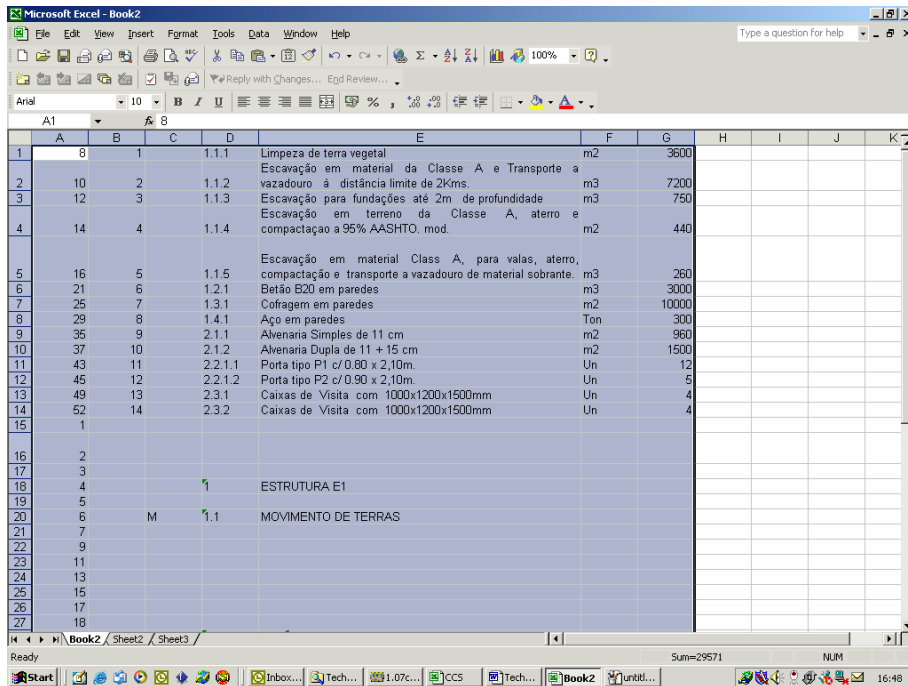 Microsoft Excel - Book2
File Edit View Insert Format Tools Data Window Help Type a question for help
100%
Reply with Changes... End Review...
Arial 10 B I U
A1 fx 8
A B C D E F G H I J K
1 8 1 1.1.1 Limpeza de terra vegetal m2 3600
Escavação em material da Classe A e Transporte a
2 10 2 1.1.2 vazadouro à distância limite de 2Kms. m3 7200
3 12 3 1.1.3 Escavação para fundações até 2m de profundidade m3 750
Escavação em terreno da Classe A, aterro e
4 14 4 1.1.4 compactaçao a 95% AASHTO. mod. m2 440
Escavação em material Class A, para valas, aterro,
5 16 5 1.1.5 compactação e transporte a vazadouro de material sobrante. m3 260
6 21 6 1.2.1 Betão B20 em paredes m3 3000
7 25 7 1.3.1 Cofragem em paredes m2 10000
8 29 8 1.4.1 Aço em paredes Ton 300
9 35 9 2.1.1 Alvenaria Simples de 11 cm m2 960
10 37 10 2.1.2 Alvenaria Dupla de 11 + 15 cm m2 1500
11 43 11 2.2.1.1 Porta tipo P1 c/ 0.80 x 2,10m. Un 12
12 45 12 2.2.1.2 Porta tipo P2 c/ 0.90 x 2,10m. Un 5
13 49 13 2.3.1 Caixas de Visita com 1000x1200x1500mm Un 4
14 52 14 2.3.2 Caixas de Visita com 1000x1200x1500mm Un 4
15 1
16 2
17 3
18 4 1 ESTRUTURA E1
19 5
20 6 M 1.1 MOVIMENTO DE TERRAS
21 7
22 9
23 11
24 13
25 15
26 17
27 18
Book2 Sheet2 Sheet3
Ready Sum=29571 NUM
Start Inbox... Tech... 1.07c... CCS Tech... Book2 untitl... 16:48